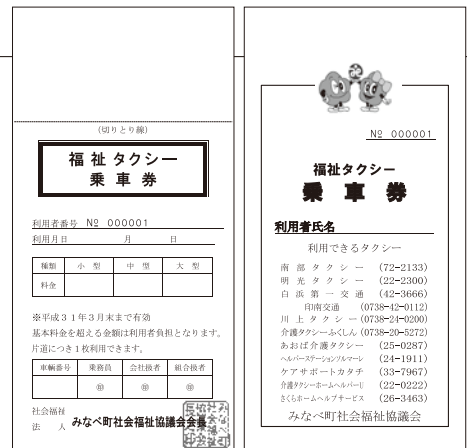 （切りとり線）
福祉タクシー
乗車券
利用者番号 № 000001
利用月日 月 日
種類 小型 中型 大型
料金
※平成３１年３月末まで有効
基本料金を超える金額は利用者負担となります。
片道につき１枚利用できます。
車輌番号 乗務員 会社扱者 組合扱者
㊞ ㊞ ㊞
社会福祉
法人 みなべ町社会福祉協議会会長
№ 000001
福祉タクシー
乗車券
利用者氏名
利用できるタクシー
南部タクシー (72-2133)
明光タクシー (22-2300)
白浜第一交通 (42-3666)
印南交通 (0738-42-0112)
川上タクシー (0738-24-0200)
介護タクシーふくしん (0738-20-5272)
あおば介護タクシー (25-0287)
ヘルパーステーションソルマーレ (24-1911)
ケアサポートカタチ (33-7967)
介護タクシーホームヘルパーU (22-0222)
さくらホームヘルプサービス (26-3463)
みなべ町社会福祉協議会